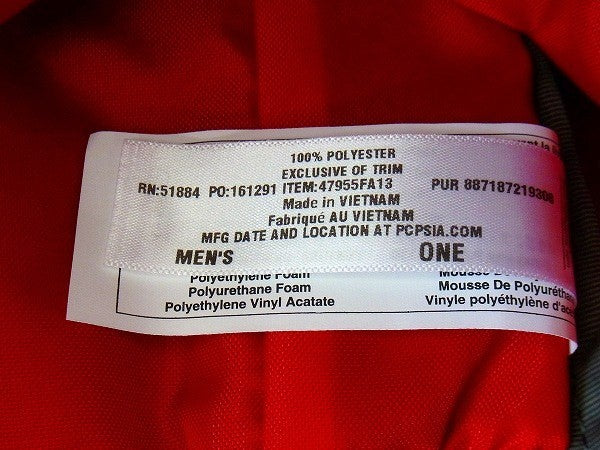 100% POLYESTER
EXCLUSIVE OF TRIM
RN:51884 PO:161291 ITEM:47955FA13 PUR 887187219308
Made in VIETNAM
Fabriqué AU VIETNAM
MFG DATE AND LOCATION AT PCPSIA.COM
MEN'S ONE
Polyethylene Foam Mousse
Polyurethane Foam Mousse De Polyuréthane
Polyethylene Vinyl Acatate Vinyle polyéthylène